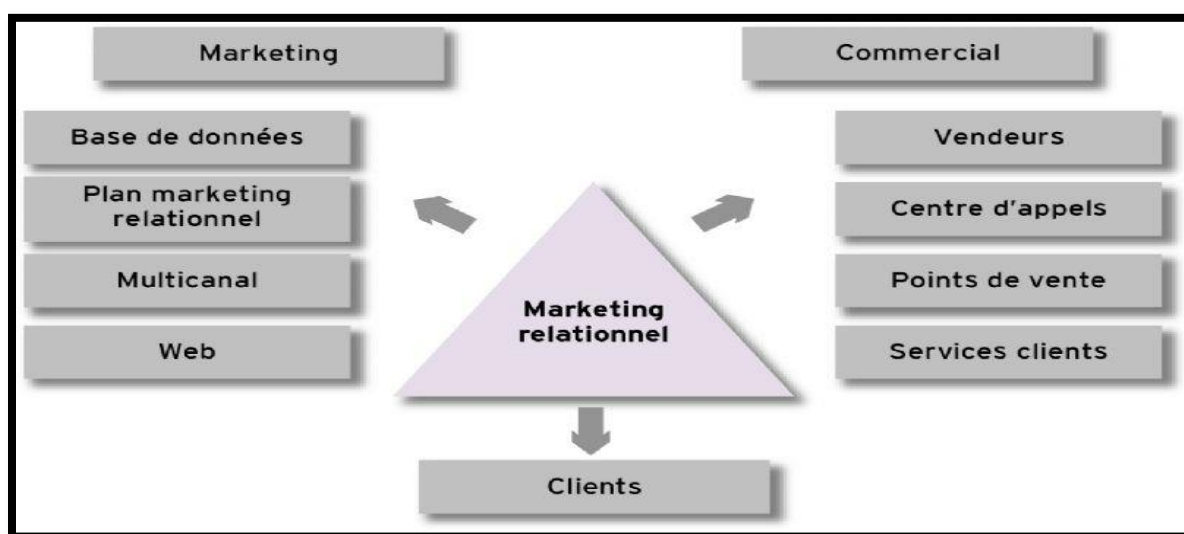 Marketing
Commercial
Base de données
Plan marketing
relationnel
Multicanal
Web
Marketing
relationnel
Vendeurs
Centre d'appels
Points de vente
Services clients
Clients